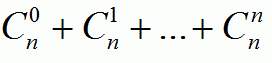 C_n^0 + C_n^1 + ... + C_n^n